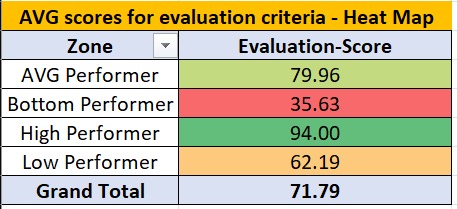 AVG scores for evaluation criteria - Heat Map
Zone Evaluation-Score
AVG Performer 79.96
Bottom Performer 35.63
High Performer 94.00
Low Performer 62.19
Grand Total 71.79